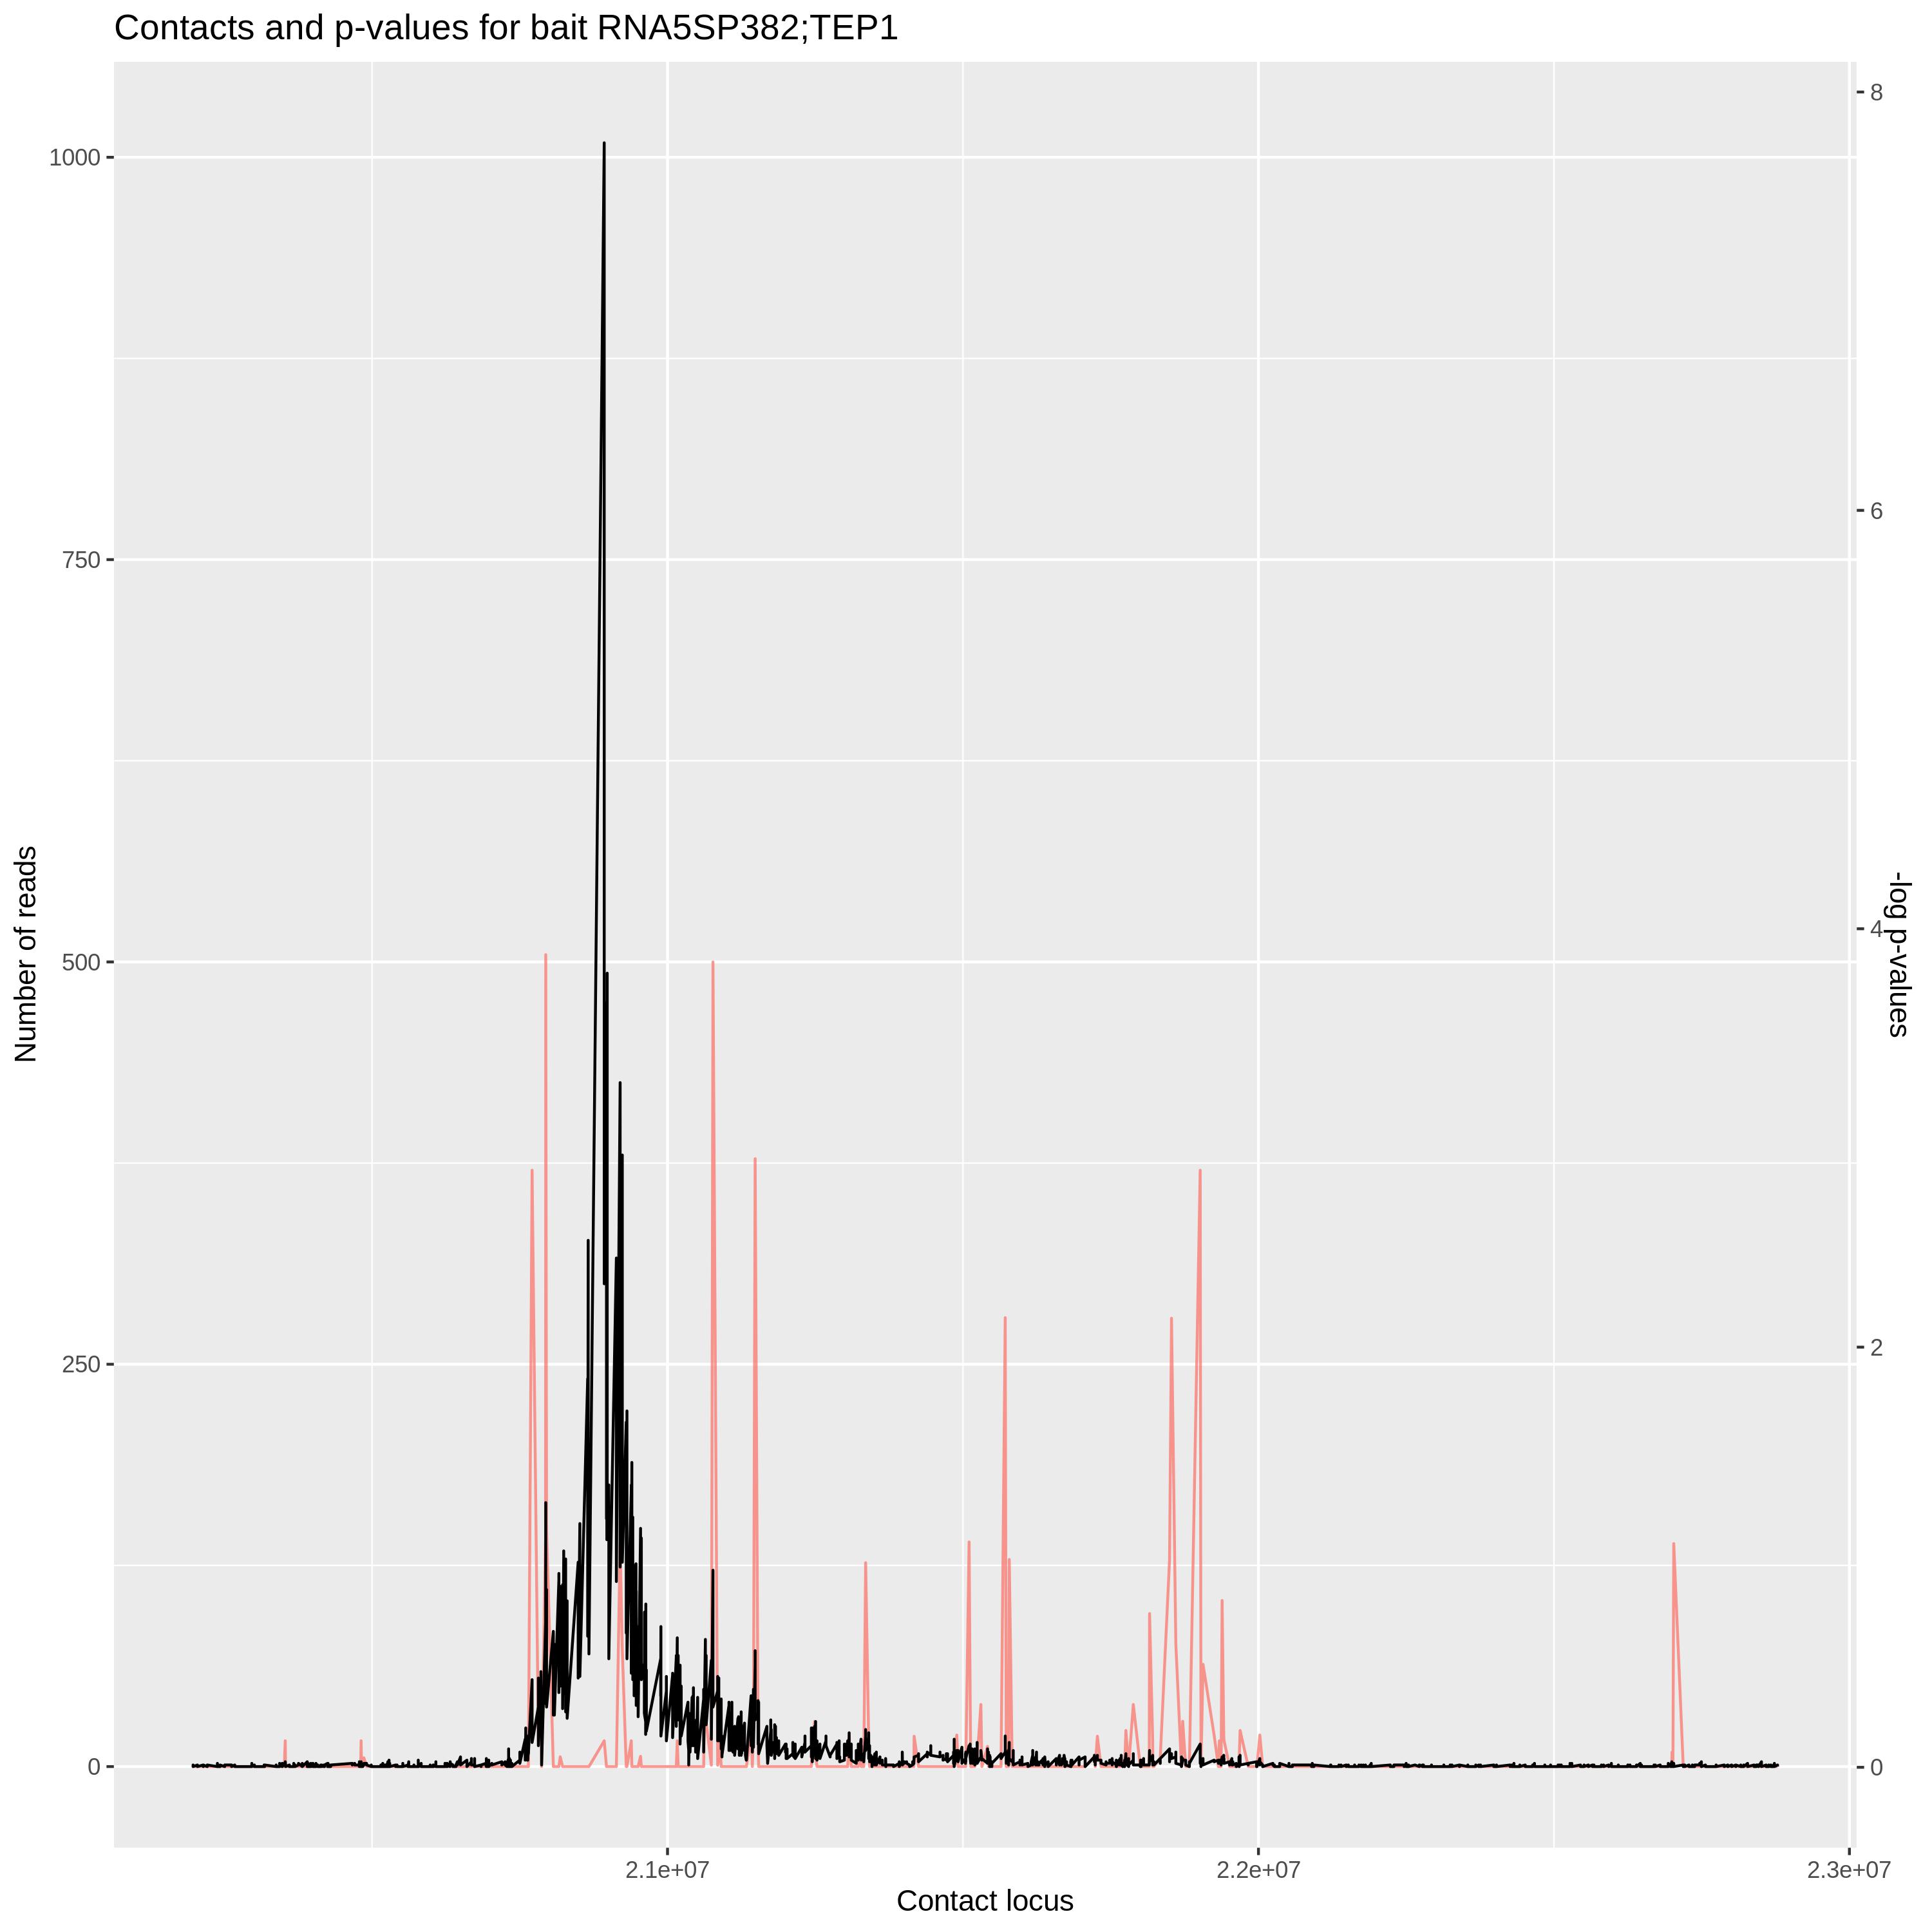 Contacts and p-values for bait RNA5SP382;TEP1
1000
750
500
250
0
Number of reads
8
6
4
2
0
-log p-values
2.1e+07
2.2e+07
2.3e+07
Contact locus